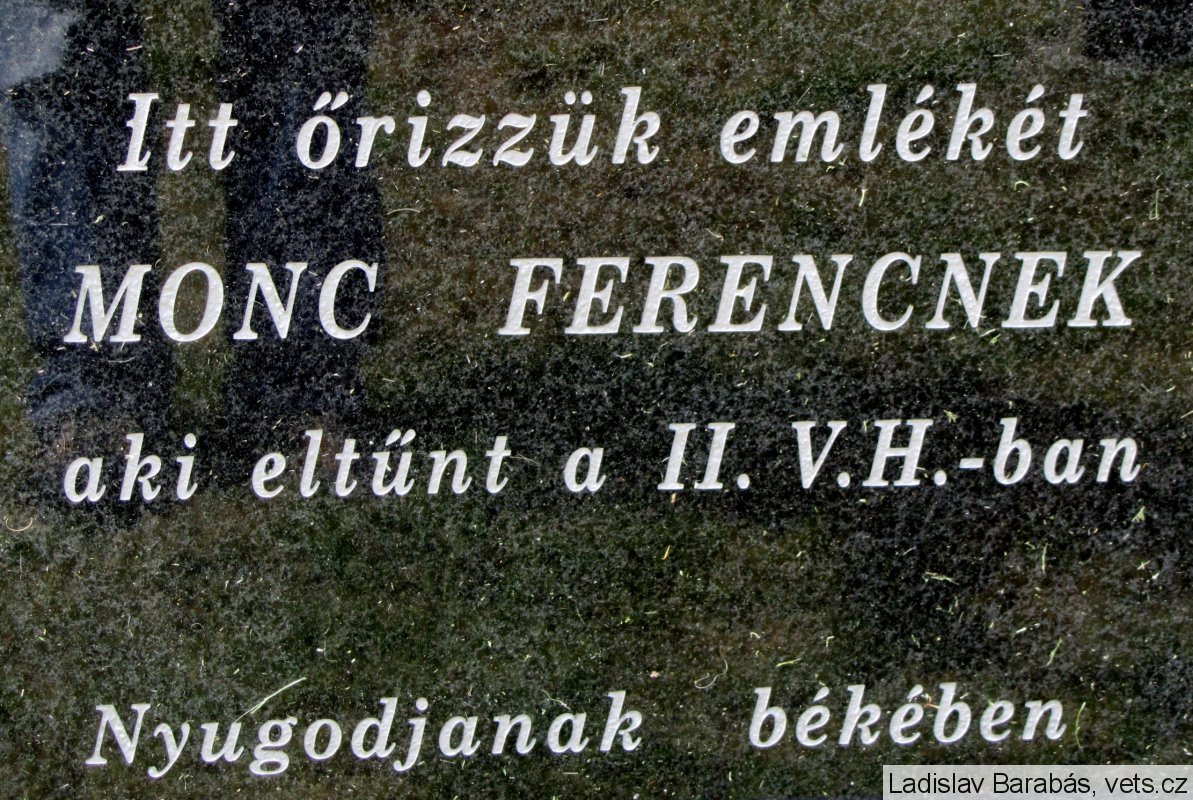 Itt őrizzük emlékét
MONC FERENCNEK
aki eltűnt a II. V.H.-ban
Nyugodjanak békében
Ladislav Barabás, vets.cz